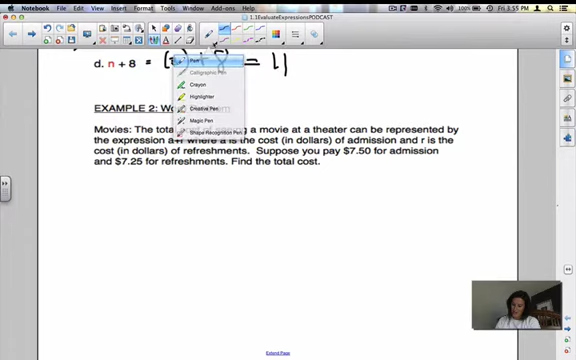 Notebook File Edit View Insert Format Draw Window Add-ons Help 100% Fri 3:55 PM
1.1EvaluateExpressionsPODCAST
d. n + 8 = ( ) + 8 = 11
Pen
Calligraphic Pen
Crayon
Highlighter
Creative Pen
Magic Pen
Shape Recognition Pen
EXAMPLE 2:
Movies: The total of a movie at a theater can be represented by
the expression a+r where a is the cost (in dollars) of admission and r is the
cost (in dollars) of refreshments. Suppose you pay $7.50 for admission
and $7.25 for refreshments. Find the total cost.
Extend Page